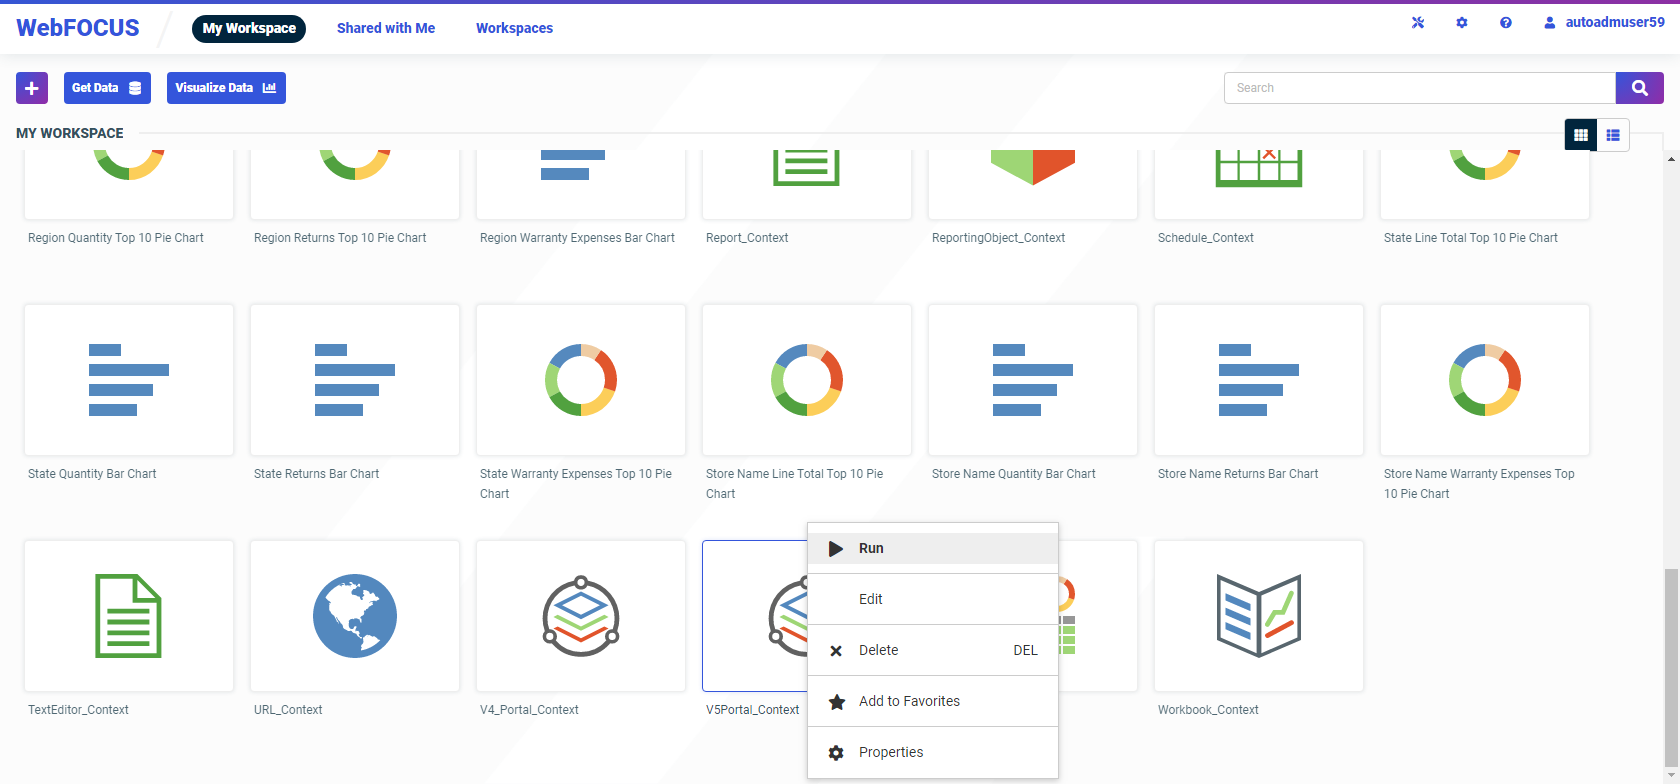 WebFOCUS
My Workspace
Shared with Me
Workspaces
autoadmuser59
Get Data
Visualize Data
Search
MY WORKSPACE
Region Quantity Top 10 Pie Chart
Region Returns Top 10 Pie Chart
Region Warranty Expenses Bar Chart
Report_Context
ReportingObject_Context
Schedule_Context
State Line Total Top 10 Pie Chart
State Quantity Bar Chart
State Returns Bar Chart
State Warranty Expenses Top 10 Pie
Chart
Store Name Line Total Top 10 Pie
Chart
Store Name Quantity Bar Chart
Store Name Returns Bar Chart
Store Name Warranty Expenses Top
10 Pie Chart
TextEditor_Context
URL_Context
V4_Portal_Context
V5Portal_Context
Workbook_Context
Run
Edit
Delete DEL
Add to Favorites
Properties